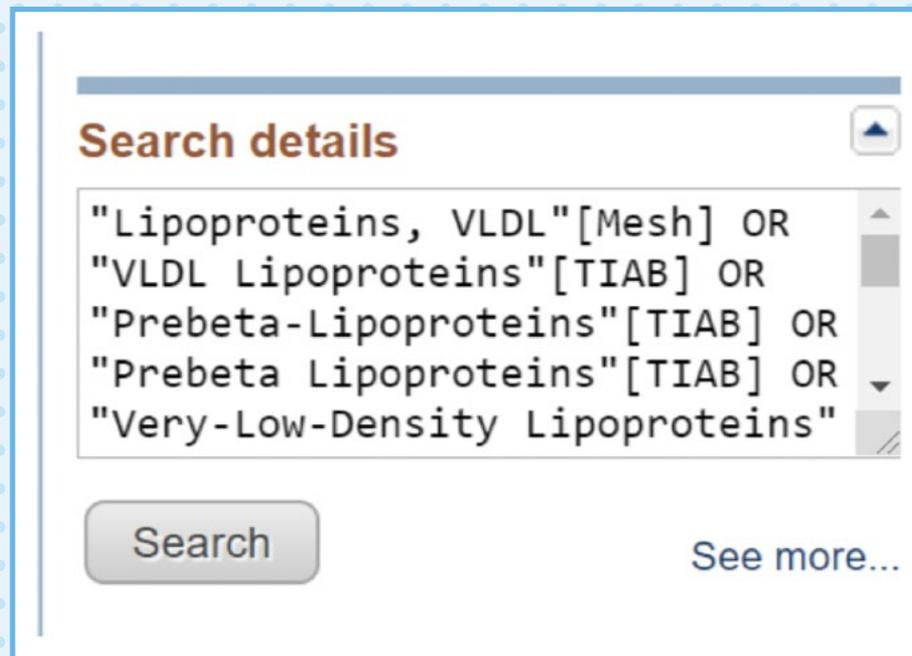 Search details
"Lipoproteins, VLDL"[Mesh] OR
"VLDL Lipoproteins"[TIAB] OR
"Prebeta-Lipoproteins"[TIAB] OR
"Prebeta Lipoproteins"[TIAB] OR
"Very-Low-Density Lipoproteins"
Search
See more...